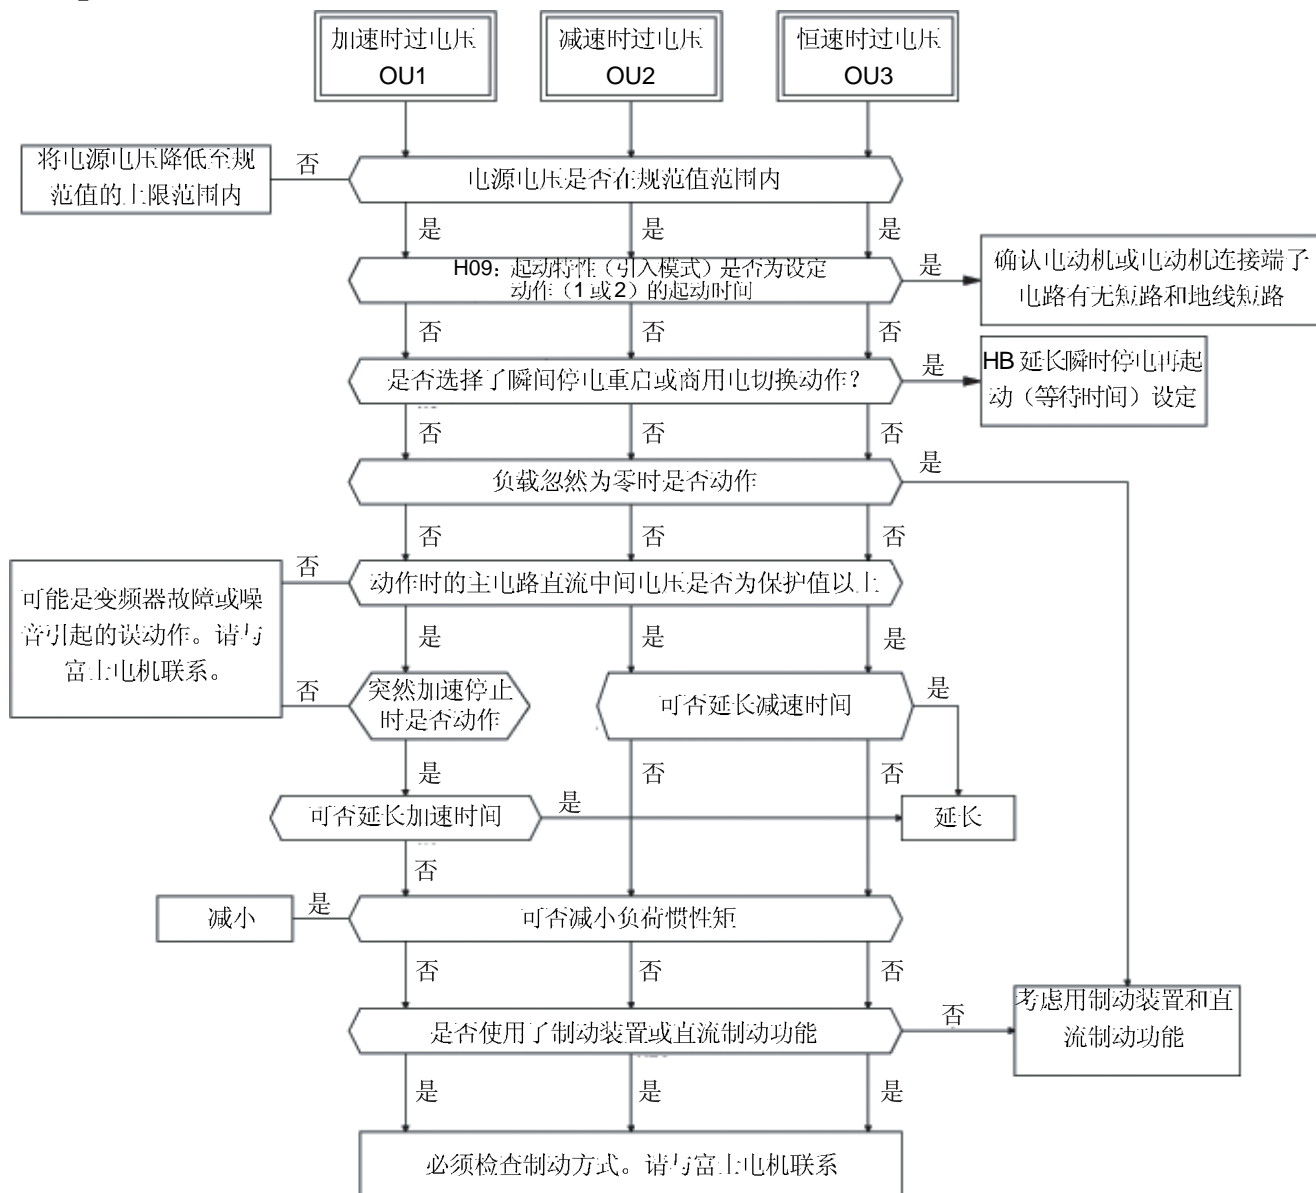 加速时过电压
OU1
减速时过电压
OU2
恒速时过电压
OU3
将电源电压降低至规
范值的上限范围内
否
电源电压是否在规范值范围内
是
是
是
H09：起动特性（引入模式）是否为设定
动作（1或2）的起动时间
是
确认电动机或电动机连接端子
电路有无短路和地线短路
否
否
否
是否选择了瞬间停电重启或商用电切换动作？
是
HB 延长瞬时停电再起
动（等待时间）设定
否
否
否
负载忽然为零时是否动作
是
否
否
否
动作时的主电路直流中间电压是否为保护值以上
否
可能是变频器故障或噪
音引起的误动作。请与
富士电机联系。
是
是
是
否
突然加速停止
时是否动作
可否延长减速时间
是
是
否
否
可否延长加速时间
是
延长
否
减小
是
可否减小负荷惯性矩
否
否
否
是否使用了制动装置或直流制动功能
否
考虑用制动装置和直
流制动功能
是
是
是
必须检查制动方式。请与富士电机联系